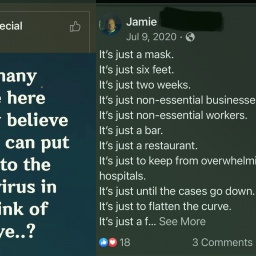 ecial
many
here
believe
can put
to the
virus in
ink of
ve..?
Jamie
Jul 9, 2020 ·
It's just a mask.
It's just six feet.
It's just two weeks.
It's just non-essential businesse
It's just non-essential workers.
It's just a bar.
It's just a restaurant.
It's just to keep from overwhelmi
hospitals.
It's just until the cases go down.
It's just to flatten the curve.
It's just a f... See More
18
3 Comments